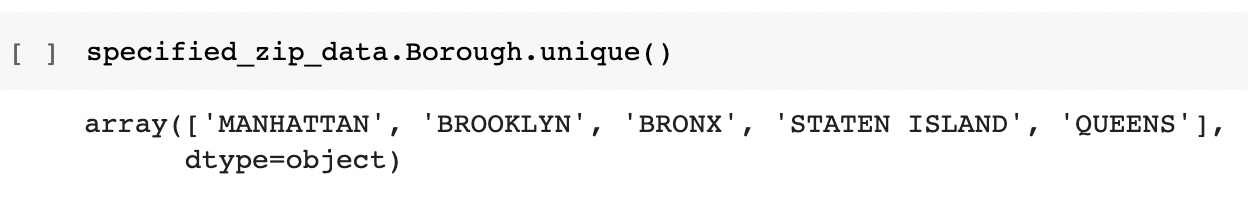 [ ] specified_zip_data.Borough.unique()
array(['MANHATTAN', 'BROOKLYN', 'BRONX', 'STATEN ISLAND', 'QUEENS'],
dtype=object)